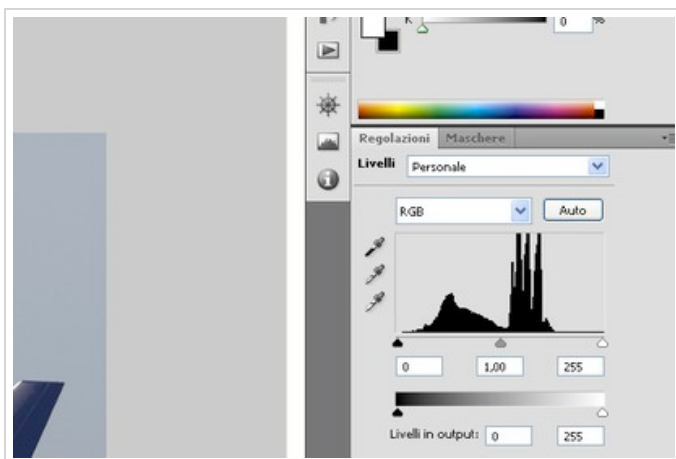 K 0 %
Regolazioni Maschere
Livelli Personale
RGB Auto
0 1,00 255
Livelli in output: 0 255